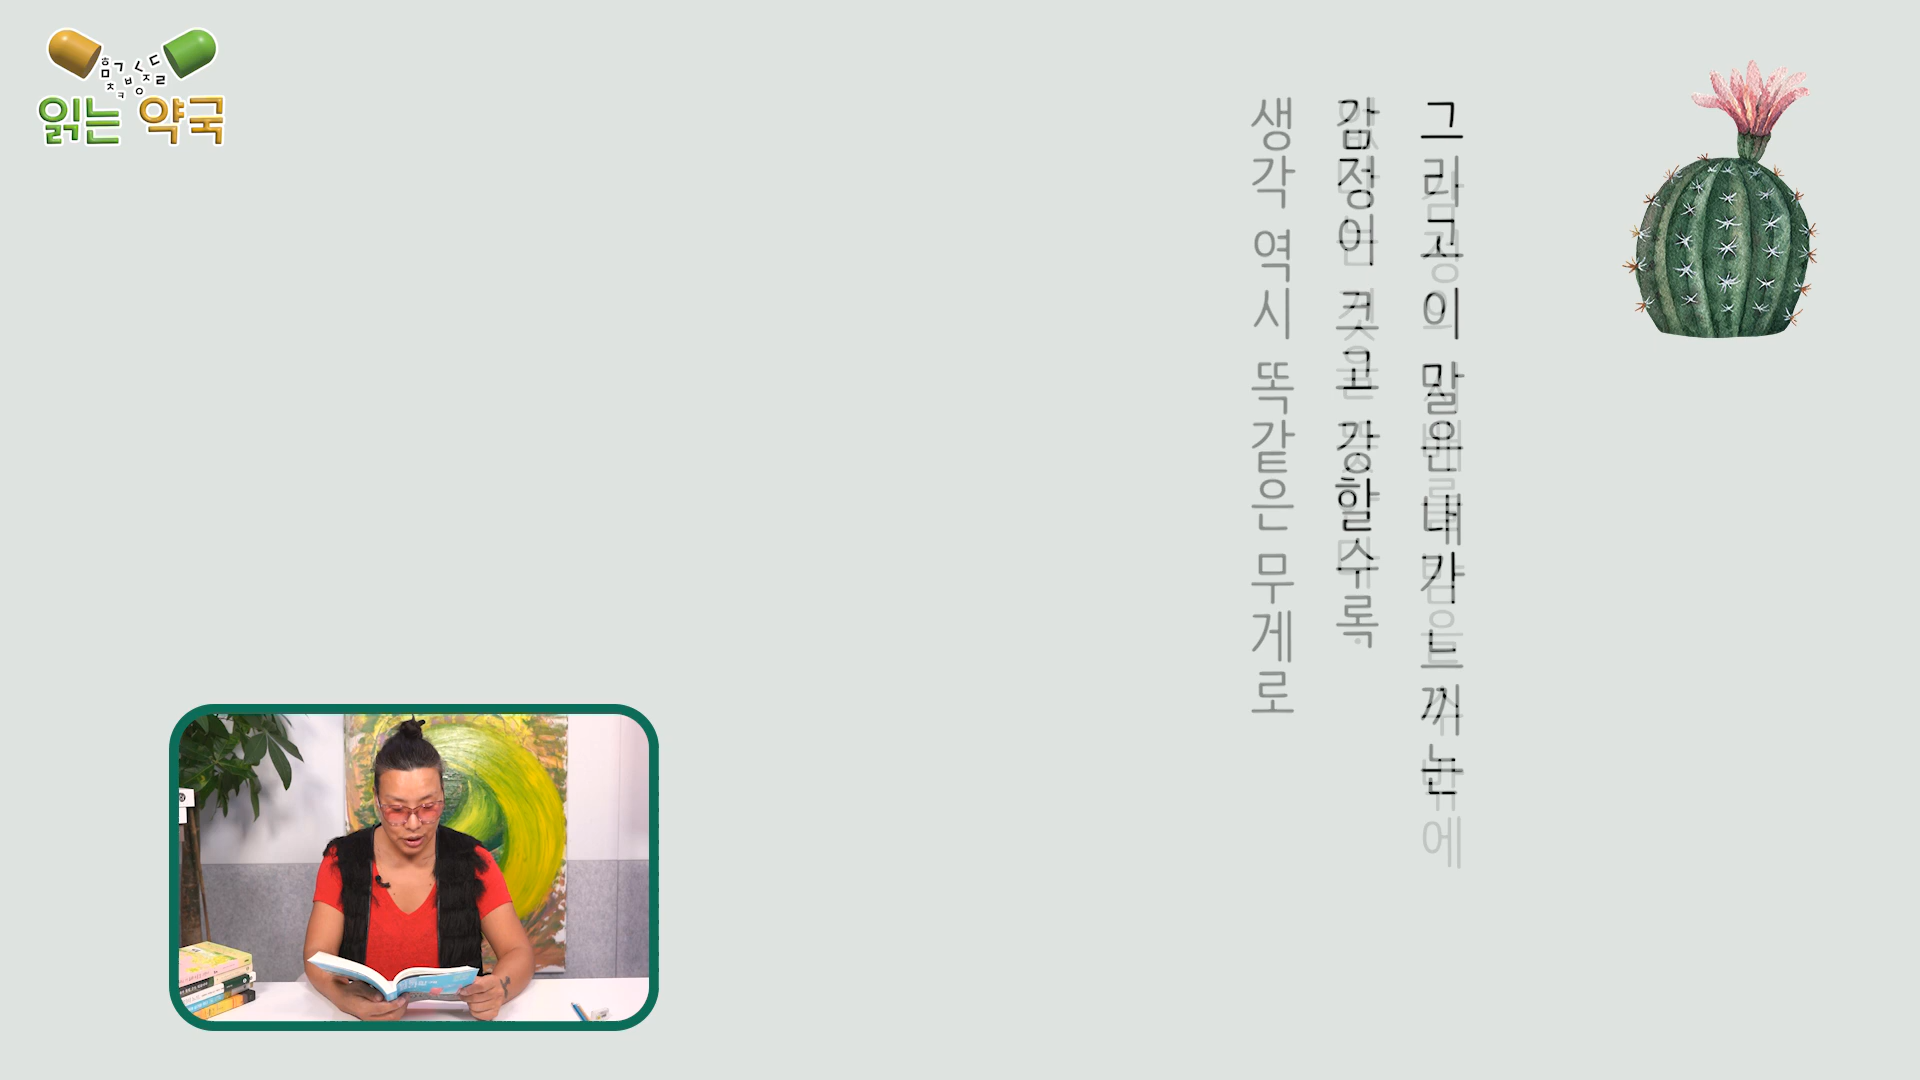 읽는 약국
그리고 이 말은 내가 느끼는
감정이 크고 강할수록
생각 역시 똑같은 무게로